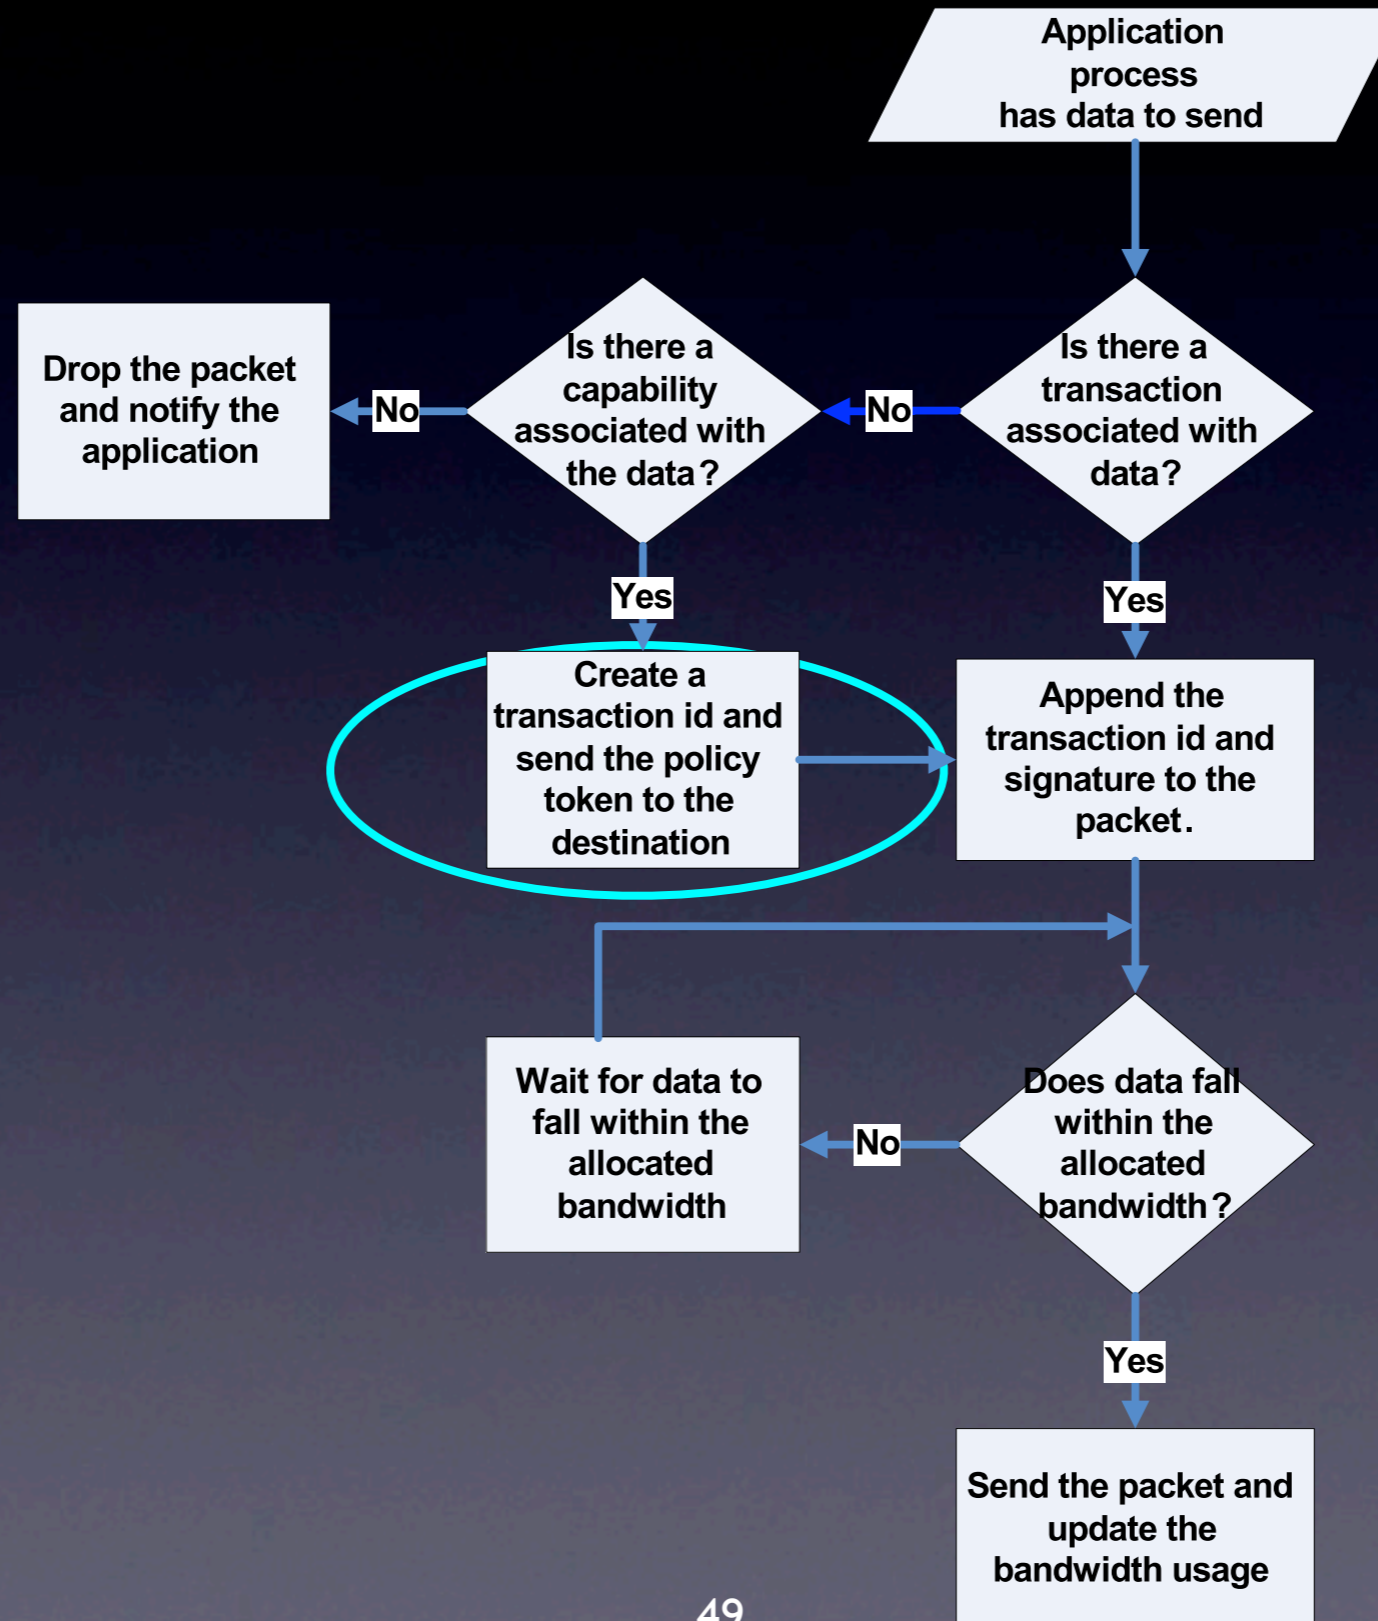 Application
process
has data to send
Is there a
transaction
associated with
data?
No
Is there a
capability
associated with
the data?
No
Drop the packet
and notify the
application
Yes
Create a
transaction id and
send the policy
token to the
destination
Yes
Append the
transaction id and
signature to the
packet.
Does data fall
within the
allocated
bandwidth?
No
Wait for data to
fall within the
allocated
bandwidth
Yes
Send the packet and
update the
bandwidth usage
49